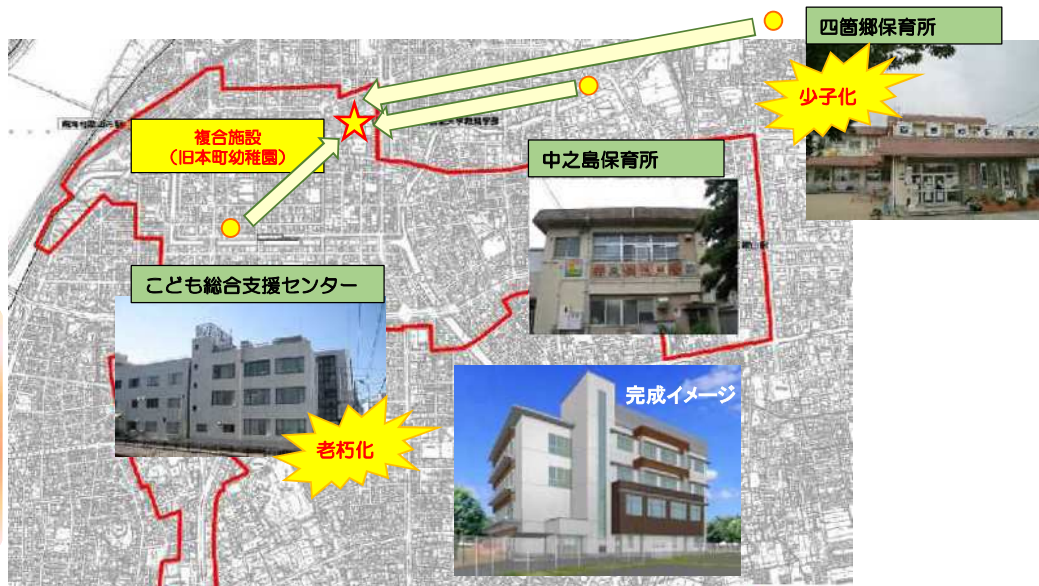 四箇郷保育所
少子化
複合施設
（旧本町幼稚園）
中之島保育所
こども総合支援センター
完成イメージ
老朽化